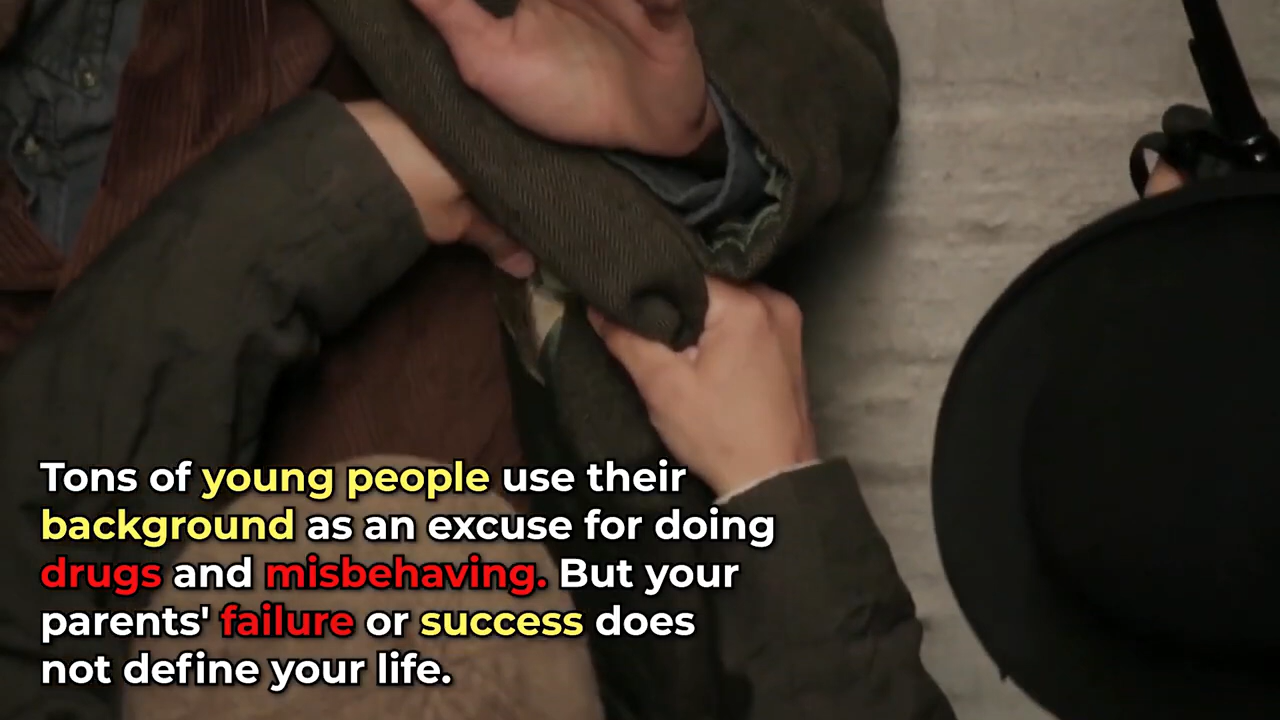 Tons of young people use their
background as an excuse for doing
drugs and misbehaving. But your
parents' failure or success does
not define your life.